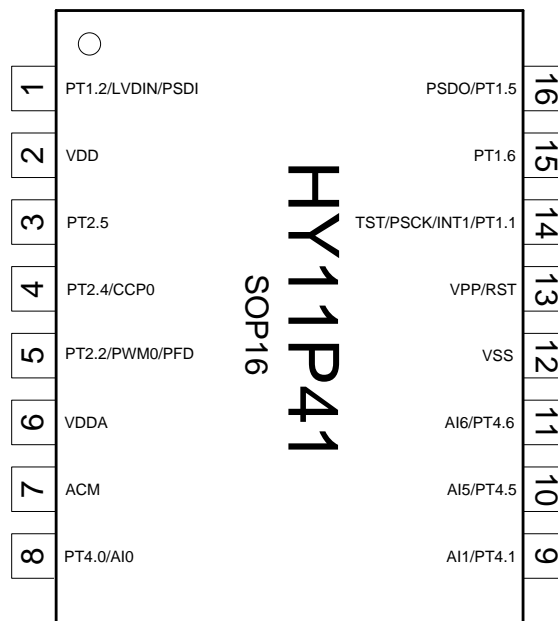 1 PT1.2/LVDIN/PSDI PSDO/PT1.5 16
2 VDD PT1.6 15
3 PT2.5 TST/PSCK/INT1/PT1.1 14
4 PT2.4/CCP0 VPP/RST 13
5 PT2.2/PWM0/PFD VSS 12
6 VDDA AI6/PT4.6 11
7 ACM AI5/PT4.5 10
8 PT4.0/AI0 AI1/PT4.1 9
HY11P41
SOP16